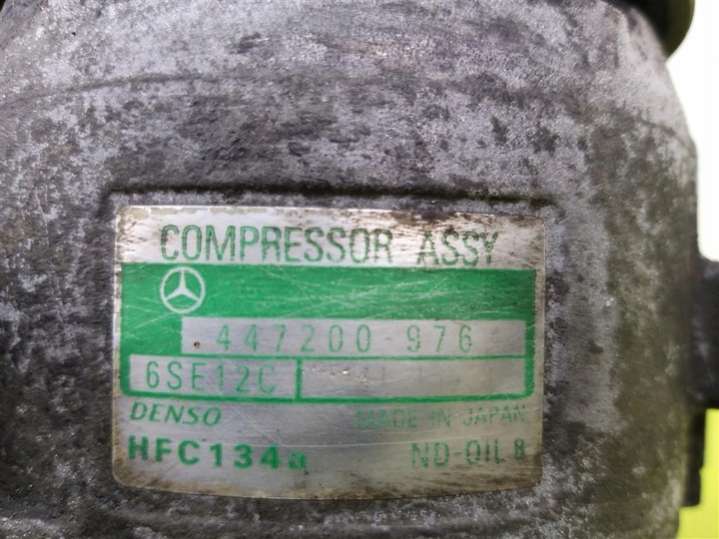 COMPRESSOR ASSY
447200 976
6SE12C
DENSO MADE IN JAPAN
HFC134a ND-OIL 8